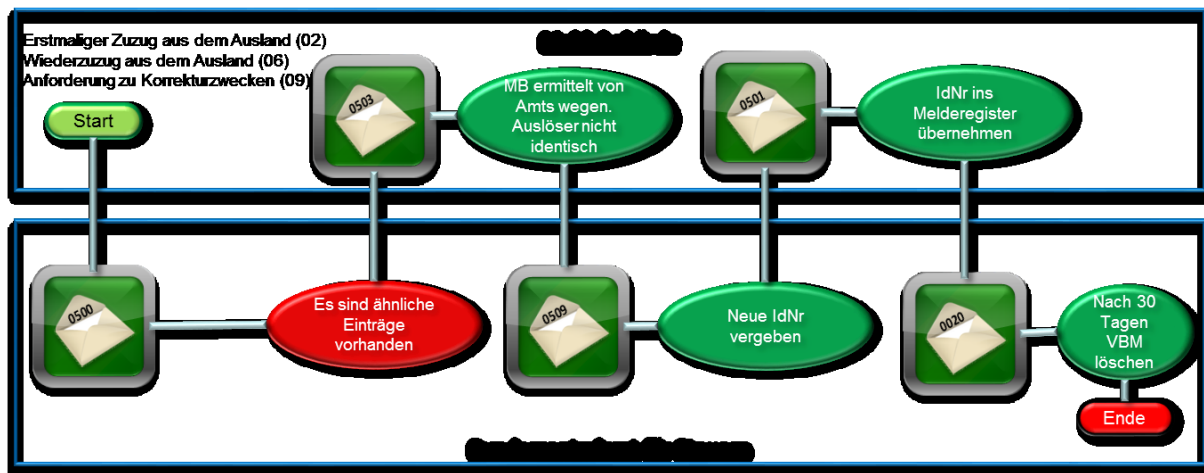 Erstmaliger Zuzug aus dem Ausland (02)
Wiederzuzug aus dem Ausland (06)
Anforderung zu Korrekturzwecken (09)
Start
0503
MB ermittelt von
Amts wegen.
Auslöser nicht
identisch
0501
IdNr ins
Melderegister
übernehmen
0500
Es sind ähnliche
Einträge
vorhanden
0509
Neue IdNr
vergeben
0020
Nach 30
Tagen
VBM
löschen
Ende